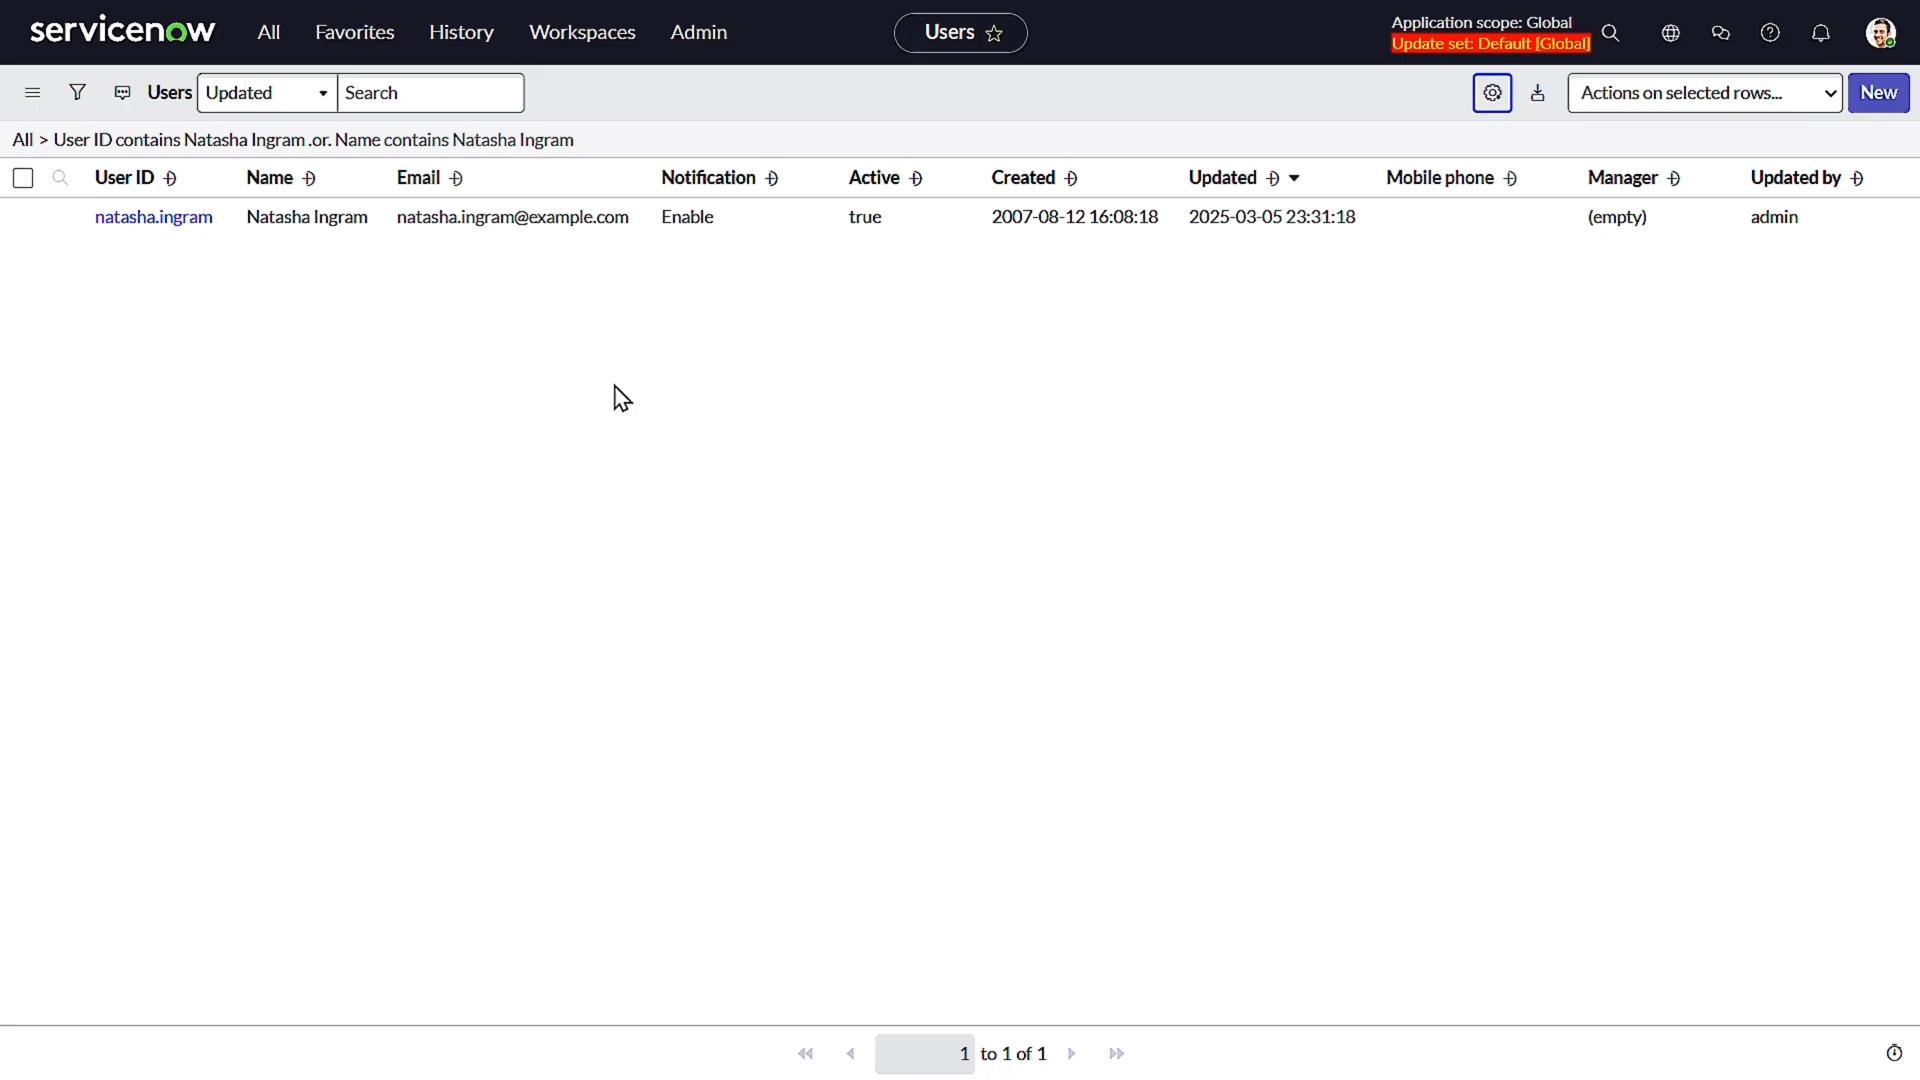 servicenow All Favorites History Workspaces Admin Users Application scope: Global
Update set: Default [Global]
Users Updated Search Actions on selected rows... New
All > User ID contains Natasha Ingram .or. Name contains Natasha Ingram
User ID Name Email Notification Active Created Updated Mobile phone Manager Updated by
natasha.ingram Natasha Ingram natasha.ingram@example.com Enable true 2007-08-12 16:08:18 2025-03-05 23:31:18 (empty) admin
1 to 1 of 1